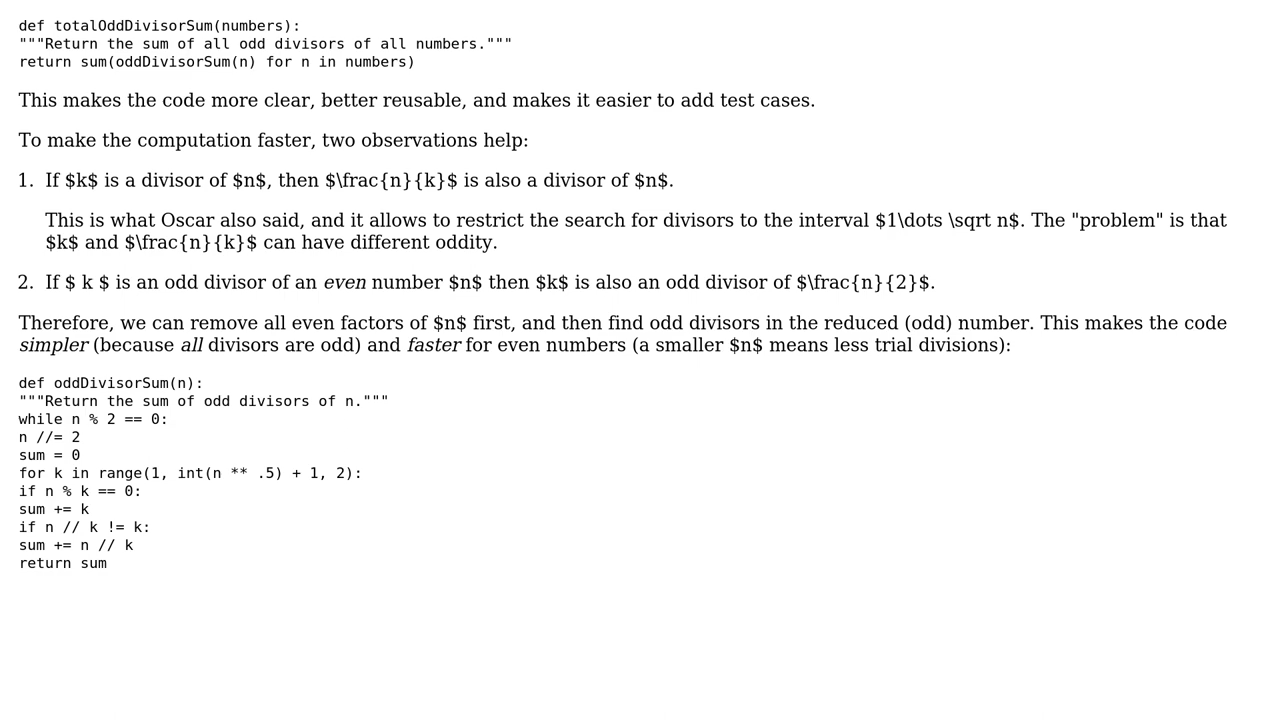 def totalOddDivisorSum(numbers):
"""Return the sum of all odd divisors of all numbers."""
return sum(oddDivisorSum(n) for n in numbers)
This makes the code more clear, better reusable, and makes it easier to add test cases.
To make the computation faster, two observations help:
1. If $k$ is a divisor of $n$, then $\frac{n}{k}$ is also a divisor of $n$.
This is what Oscar also said, and it allows to restrict the search for divisors to the interval $1\dots \sqrt n$. The "problem" is that
$k$ and $\frac{n}{k}$ can have different oddity.
2. If $ k $ is an odd divisor of an even number $n$ then $k$ is also an odd divisor of $\frac{n}{2}$.
Therefore, we can remove all even factors of $n$ first, and then find odd divisors in the reduced (odd) number. This makes the code
simpler (because all divisors are odd) and faster for even numbers (a smaller $n$ means less trial divisions):
def oddDivisorSum(n):
"""Return the sum of odd divisors of n."""
while n % 2 == 0:
n //= 2
sum = 0
for k in range(1, int(n ** .5) + 1, 2):
if n % k == 0:
sum += k
if n // k != k:
sum += n // k
return sum